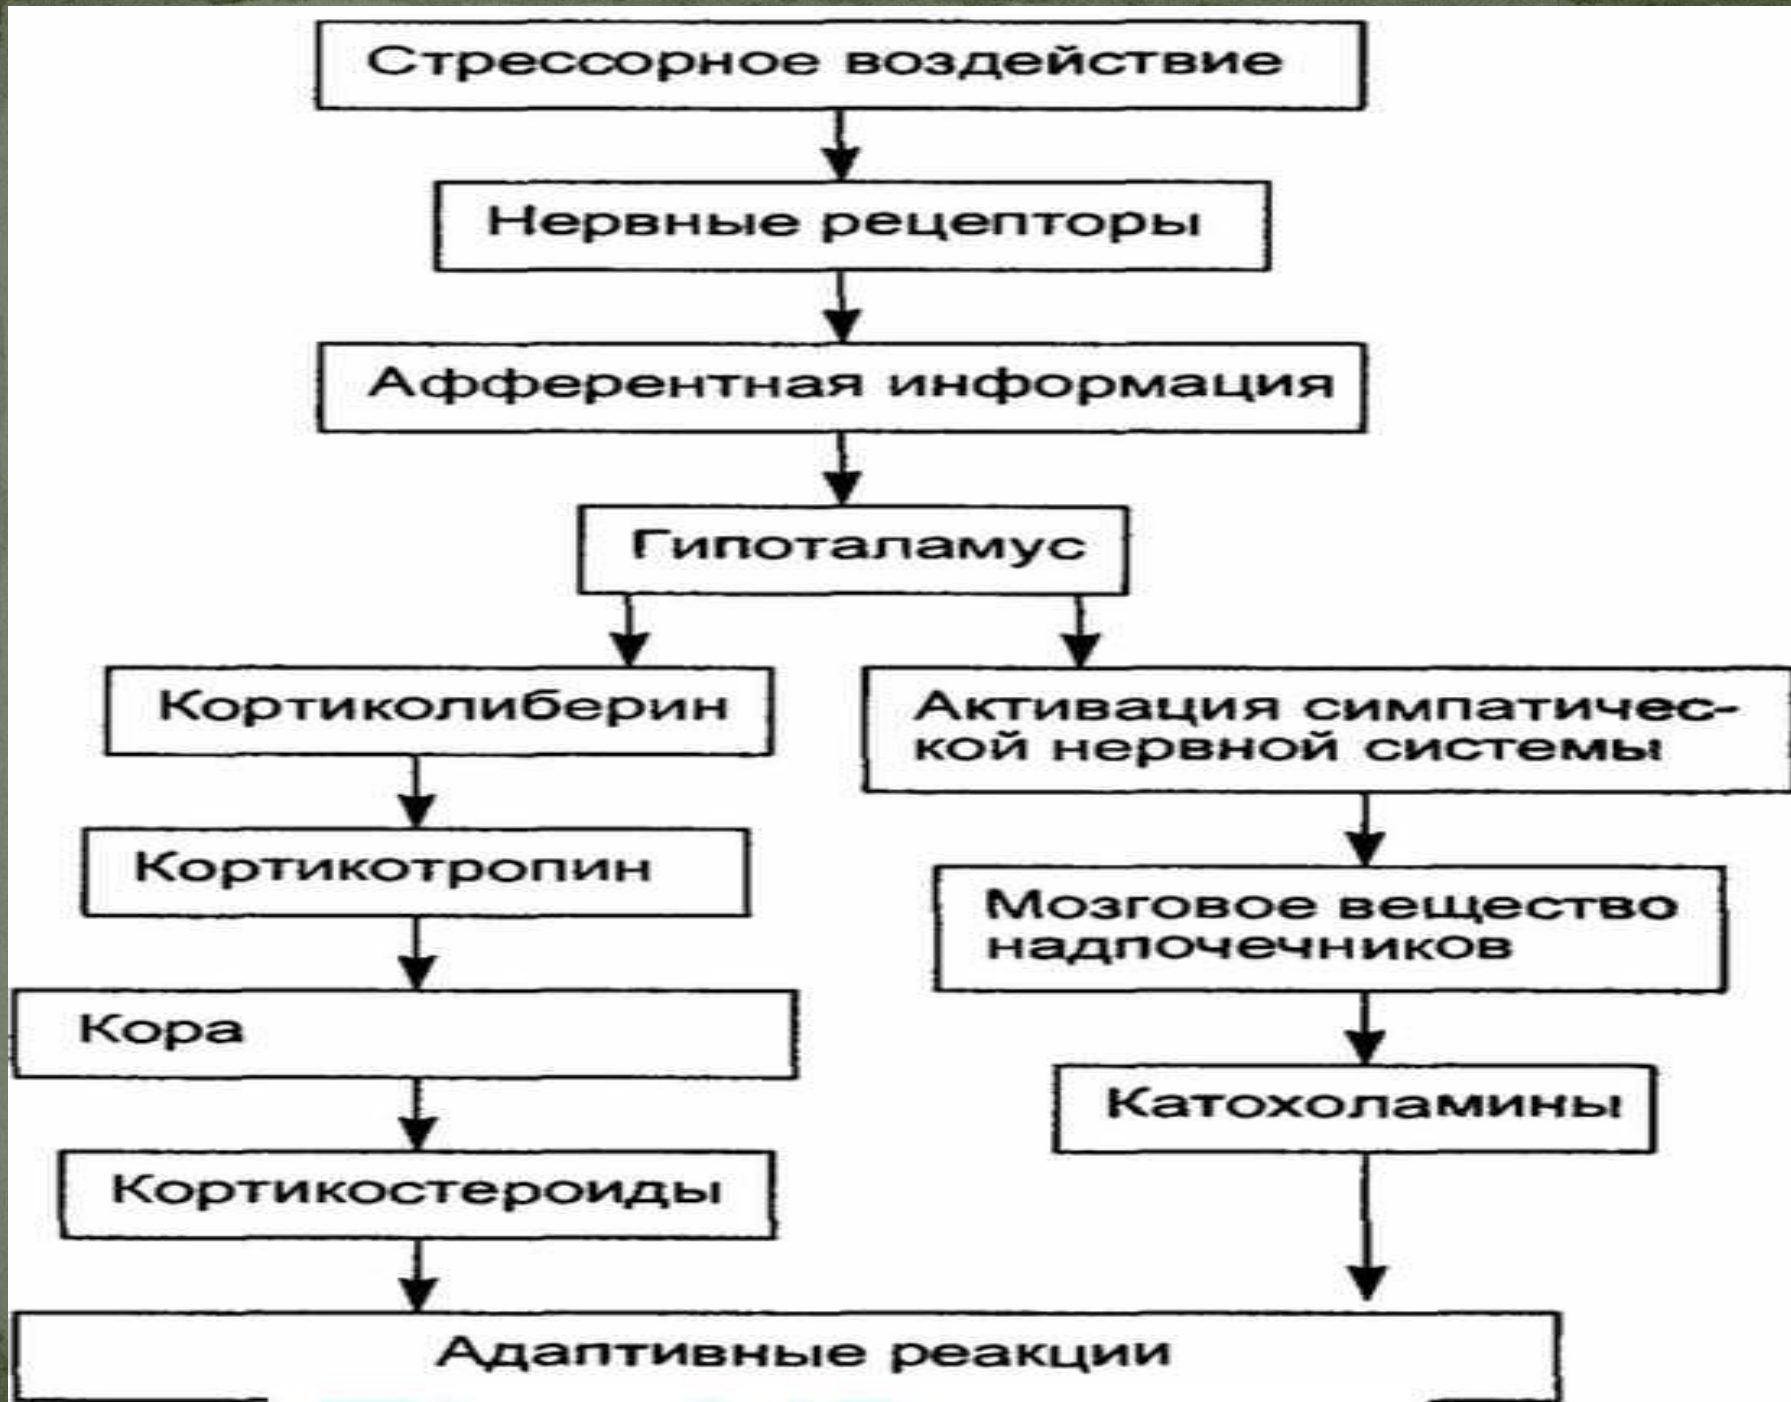 Стрессорное воздействие
Нервные рецепторы
Афферентная информация
Гипоталамус
Кортиколиберин
Активация симпатичес-
кой нервной системы
Кортикотропин
Мозговое вещество
надпочечников
Кора
Катохоламины
Кортикостероиды
Адаптивные реакции